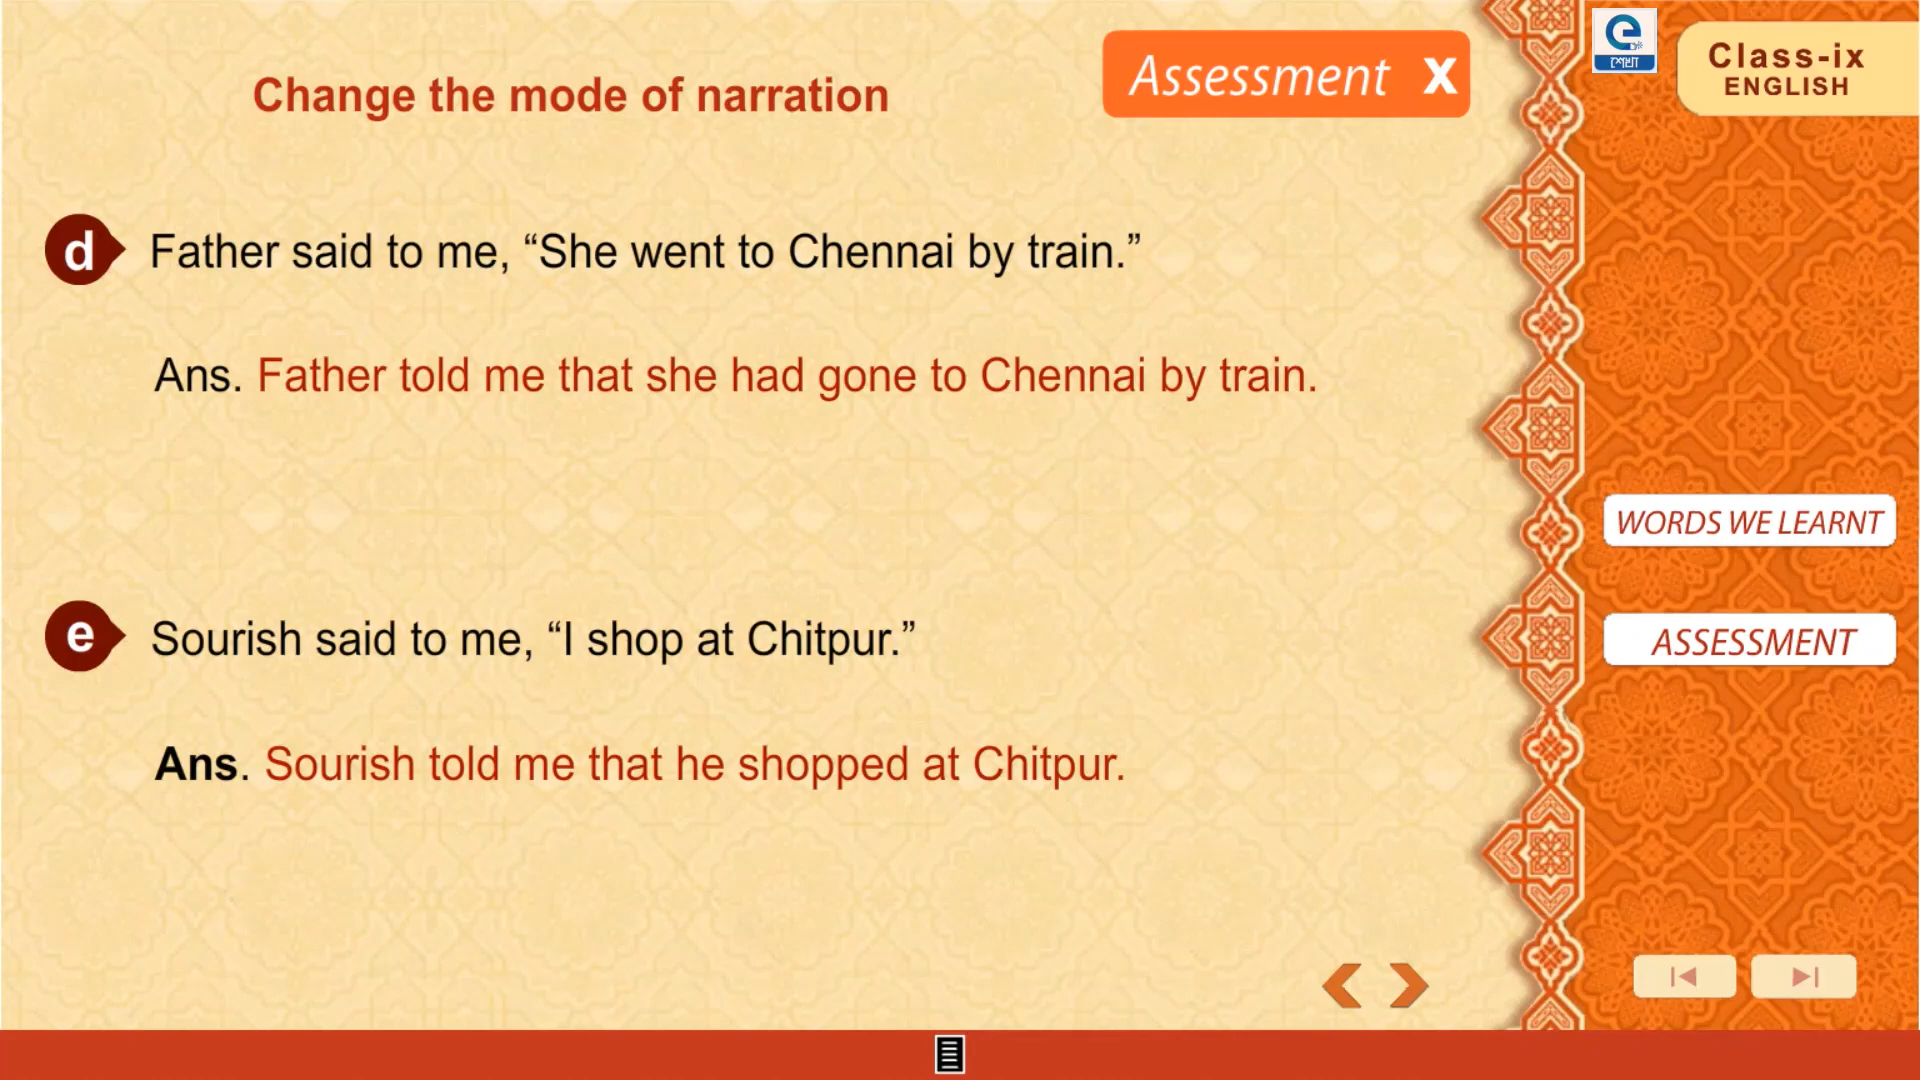 Change the mode of narration
Assessment X
e
শেখা
Class-ix
ENGLISH
d Father said to me, “She went to Chennai by train.”
Ans. Father told me that she had gone to Chennai by train.
WORDS WE LEARNT
e Sourish said to me, “I shop at Chitpur.”
ASSESSMENT
Ans. Sourish told me that he shopped at Chitpur.